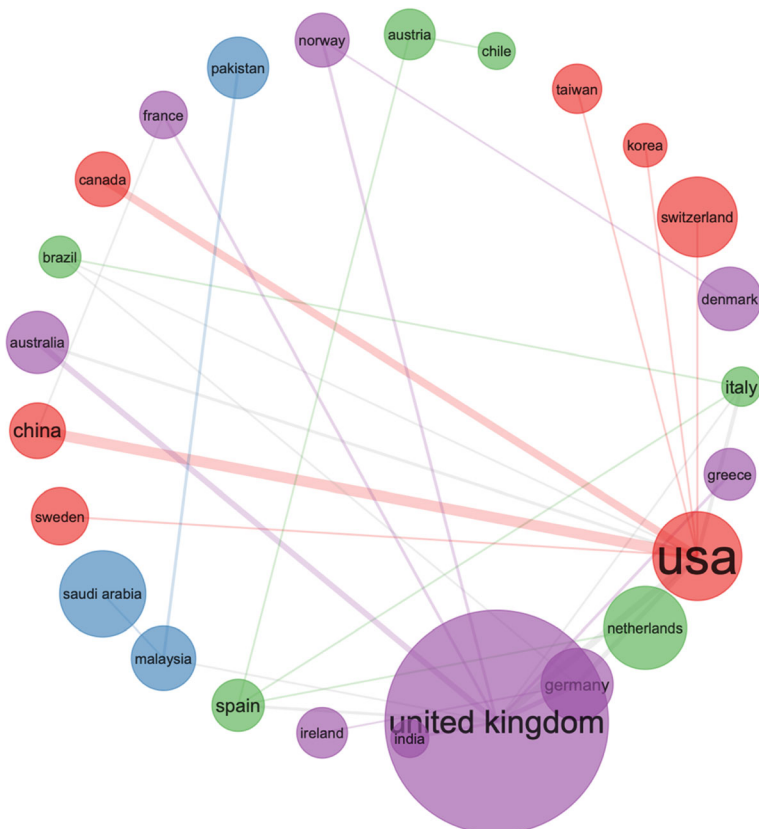 norway
austria
chile
pakistan
taiwan
france
korea
canada
switzerland
brazil
denmark
australia
italy
china
greece
sweden
usa
saudi arabia
netherlands
malaysia
germany
spain
united kingdom
ireland
india